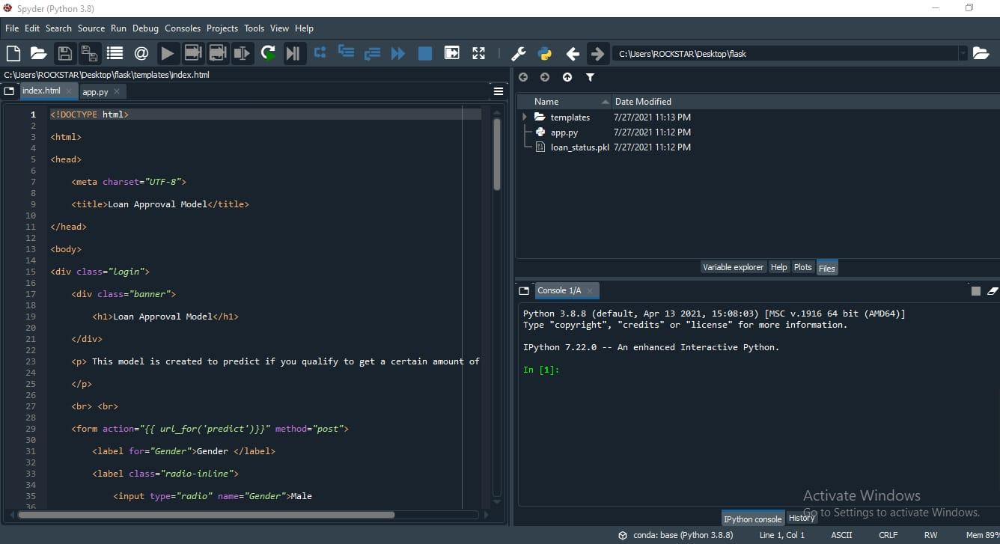 Spyder (Python 3.8)
File Edit Search Source Run Debug Consoles Projects Tools View Help
C:\Users\ROCKSTAR\Desktop\flask
C:\Users\ROCKSTAR\Desktop\flask\templates\index.html
index.html app.py
1 <!DOCTYPE html>
2
3 <html>
4
5 <head>
6
7 <meta charset="UTF-8">
8
9 <title>Loan Approval Model</title>
10
11 </head>
12
13 <body>
14
15 <div class="login">
16
17 <div class="banner">
18
19 <h1>Loan Approval Model</h1>
20
21 </div>
22
23 <p> This model is created to predict if you qualify to get a certain amount of
24
25 </p>
26
27 <br> <br>
28
29 <form action="{{ url_for('predict')}}" method="post">
30
31 <label for="Gender">Gender </label>
32
33 <label class="radio-inline">
34
35 <input type="radio" name="Gender">Male
36
Name Date Modified
templates 7/27/2021 11:13 PM
app.py 7/27/2021 11:12 PM
loan_status.pkl 7/27/2021 11:12 PM
Variable explorer Help Plots Files
Console 1/A
Python 3.8.8 (default, Apr 13 2021, 15:08:03) [MSC v.1916 64 bit (AMD64)]
Type "copyright", "credits" or "license" for more information.
IPython 7.22.0 -- An enhanced Interactive Python.
In [1]:
Activate Windows
Go to Settings to activate Windows.
IPython console History
conda: base (Python 3.8.8) Line 1, Col 1 ASCII CRLF RW Mem 89%